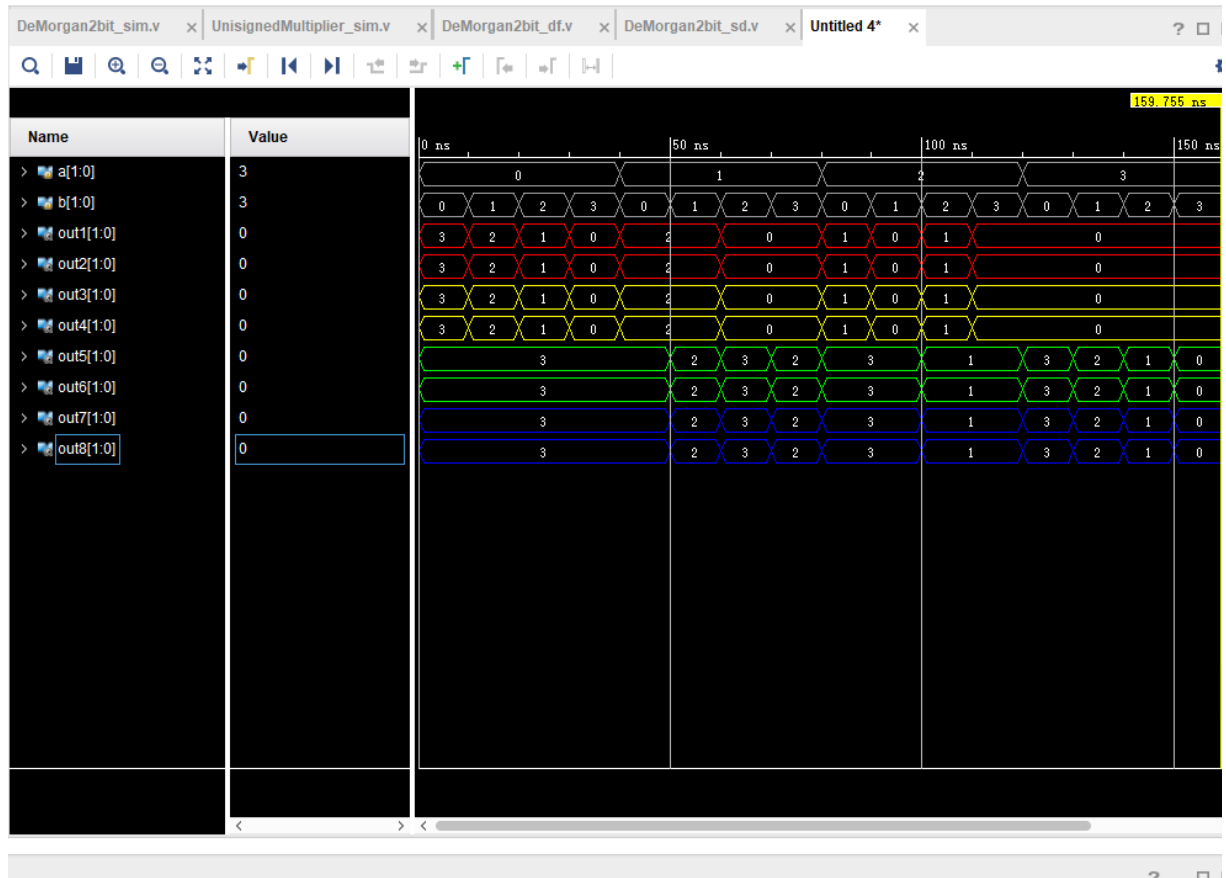 DeMorgan2bit_sim.v × UnisignedMultiplier_sim.v × DeMorgan2bit_df.v × DeMorgan2bit_sd.v × Untitled 4* × ?
159.755 ns
Name Value 0 ns 50 ns 100 ns 150 ns
> a[1:0] 3 0 1 2 3
> b[1:0] 3 0 1 2 3 0 1 2 3 0 1 2 3 0 1 2 3
> out1[1:0] 0 3 2 1 0 2 0 1 0 1 0
> out2[1:0] 0 3 2 1 0 2 0 1 0 1 0
> out3[1:0] 0 3 2 1 0 2 0 1 0 1 0
> out4[1:0] 0 3 2 1 0 2 0 1 0 1 0
> out5[1:0] 0 3 2 3 2 3 1 3 2 1 0
> out6[1:0] 0 3 2 3 2 3 1 3 2 1 0
> out7[1:0] 0 3 2 3 2 3 1 3 2 1 0
> out8[1:0] 0 3 2 3 2 3 1 3 2 1 0